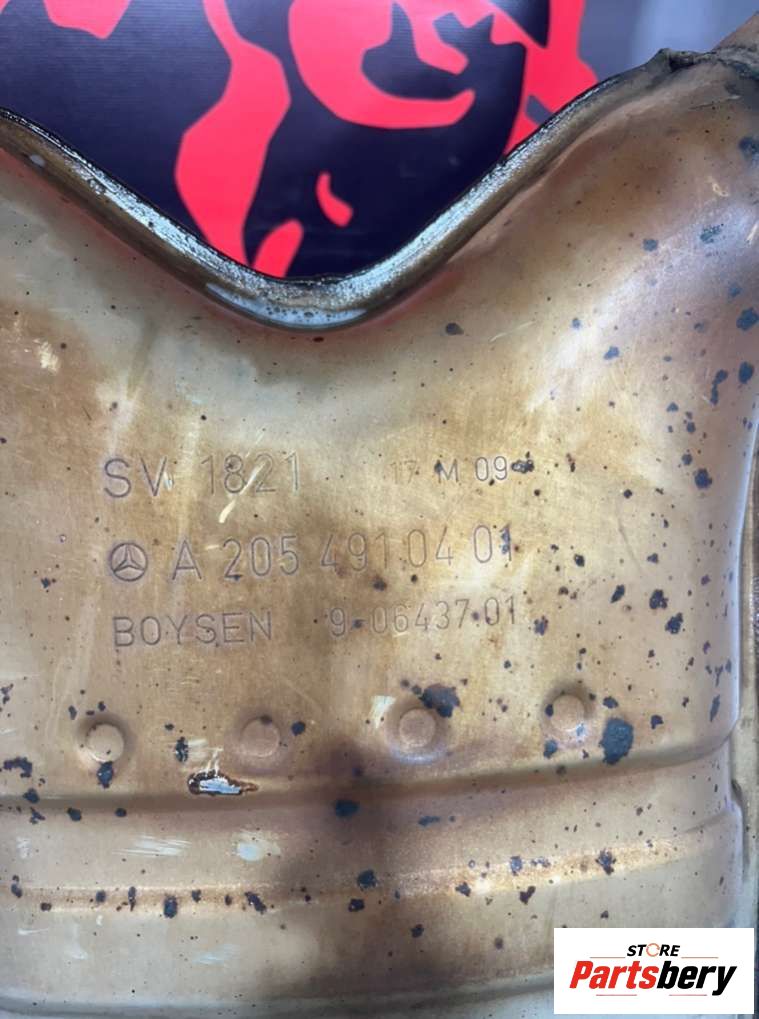 SV 1821 17 M 09
A 205 491 04 01
BOYSEN 9-06437-01
STORE
Partsbery